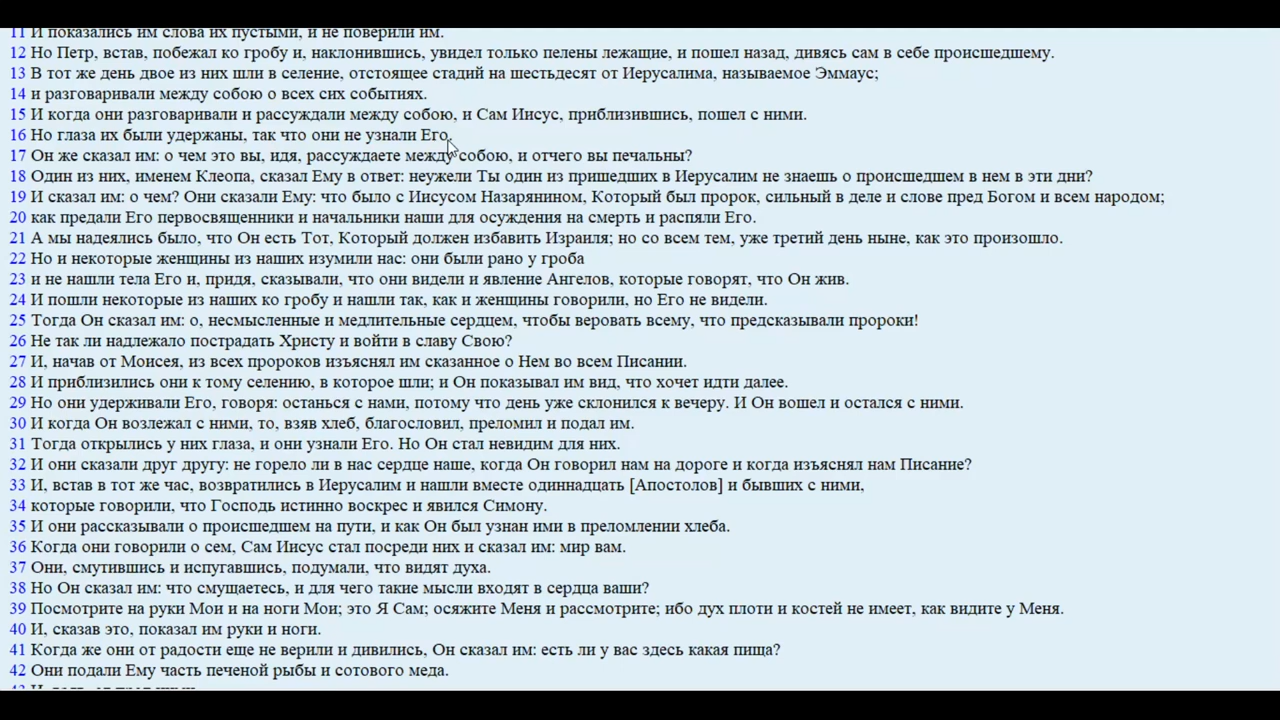 11 И показались им слова их пустыми, и не поверили им.
12 Но Петр, встав, побежал ко гробу и, наклонившись, увидел только пелены лежащие, и пошел назад, дивясь сам в себе происшедшему.
13 В тот же день двое из них шли в селение, отстоящее стадий на шестьдесят от Иерусалима, называемое Эммаус;
14 и разговаривали между собою о всех сих событиях.
15 И когда они разговаривали и рассуждали между собою, и Сам Иисус, приблизившись, пошел с ними.
16 Но глаза их были удержаны, так что они не узнали Его.
17 Он же сказал им: о чем это вы, идя, рассуждаете между собою, и отчего вы печальны?
18 Один из них, именем Клеопа, сказал Ему в ответ: неужели Ты один из пришедших в Иерусалим не знаешь о происшедшем в нем в эти дни?
19 И сказал им: о чем? Они сказали Ему: что было с Иисусом Назарянином, Который был пророк, сильный в деле и слове пред Богом и всем народом;
20 как предали Его первосвященники и начальники наши для осуждения на смерть и распяли Его.
21 А мы надеялись было, что Он есть Тот, Который должен избавить Израиля; но со всем тем, уже третий день ныне, как это произошло.
22 Но и некоторые женщины из наших изумили нас: они были рано у гроба
23 и не нашли тела Его и, придя, сказывали, что они видели и явление Ангелов, которые говорят, что Он жив.
24 И пошли некоторые из наших ко гробу и нашли так, как и женщины говорили, но Его не видели.
25 Тогда Он сказал им: о, несмысленные и медлительные сердцем, чтобы веровать всему, что предсказывали пророки!
26 Не так ли надлежало пострадать Христу и войти в славу Свою?
27 И, начав от Моисея, из всех пророков изъяснял им сказанное о Нем во всем Писании.
28 И приблизились они к тому селению, в которое шли; и Он показывал им вид, что хочет идти далее.
29 Но они удерживали Его, говоря: останься с нами, потому что день уже склонился к вечеру. И Он вошел и остался с ними.
30 И когда Он возлежал с ними, то, взяв хлеб, благословил, преломил и подал им.
31 Тогда открылись у них глаза, и они узнали Его. Но Он стал невидим для них.
32 И они сказали друг другу: не горело ли в нас сердце наше, когда Он говорил нам на дороге и когда изъяснял нам Писание?
33 И, встав в тот же час, возвратились в Иерусалим и нашли вместе одиннадцать [Апостолов] и бывших с ними,
34 которые говорили, что Господь истинно воскрес и явился Симону.
35 И они рассказывали о происшедшем на пути, и как Он был узнан ими в преломлении хлеба.
36 Когда они говорили о сем, Сам Иисус стал посреди них и сказал им: мир вам.
37 Они, смутившись и испугавшись, подумали, что видят духа.
38 Но Он сказал им: что смущаетесь, и для чего такие мысли входят в сердца ваши?
39 Посмотрите на руки Мои и на ноги Мои; это Я Сам; осяжите Меня и рассмотрите; ибо дух плоти и костей не имеет, как видите у Меня.
40 И, сказав это, показал им руки и ноги.
41 Когда же они от радости еще не верили и дивились, Он сказал им: есть ли у вас здесь какая пища?
42 Они подали Ему часть печеной рыбы и сотового меда.